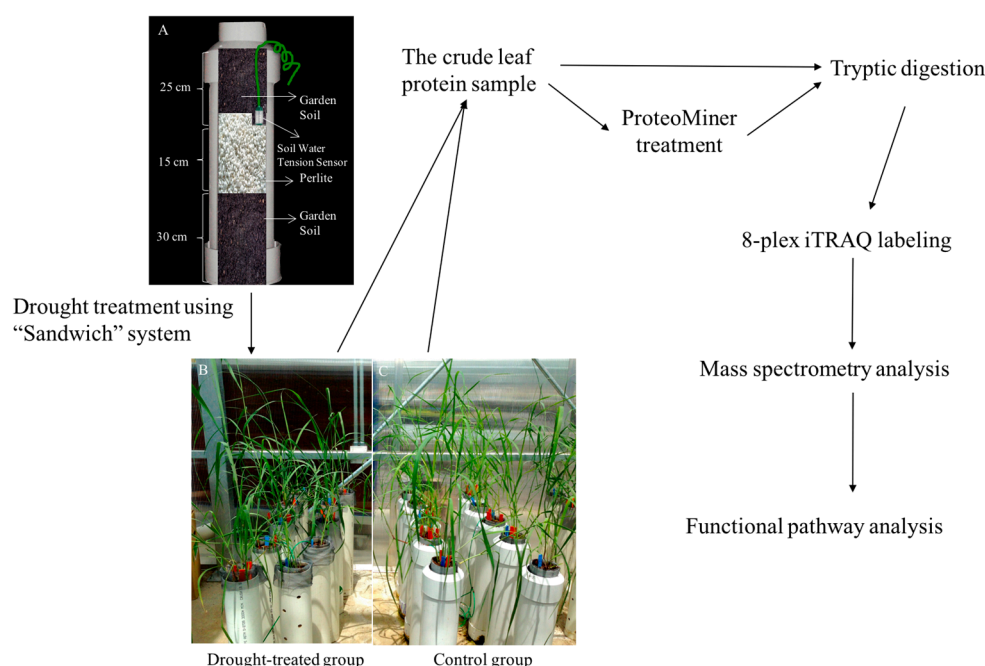 A
25 cm
Garden
Soil
Soil Water
Tension Sensor
15 cm
Perlite
Garden
Soil
30 cm
Drought treatment using
“Sandwich” system
B
C
Drought-treated group
Control group
The crude leaf
protein sample
ProteoMiner
treatment
Tryptic digestion
8-plex iTRAQ labeling
Mass spectrometry analysis
Functional pathway analysis